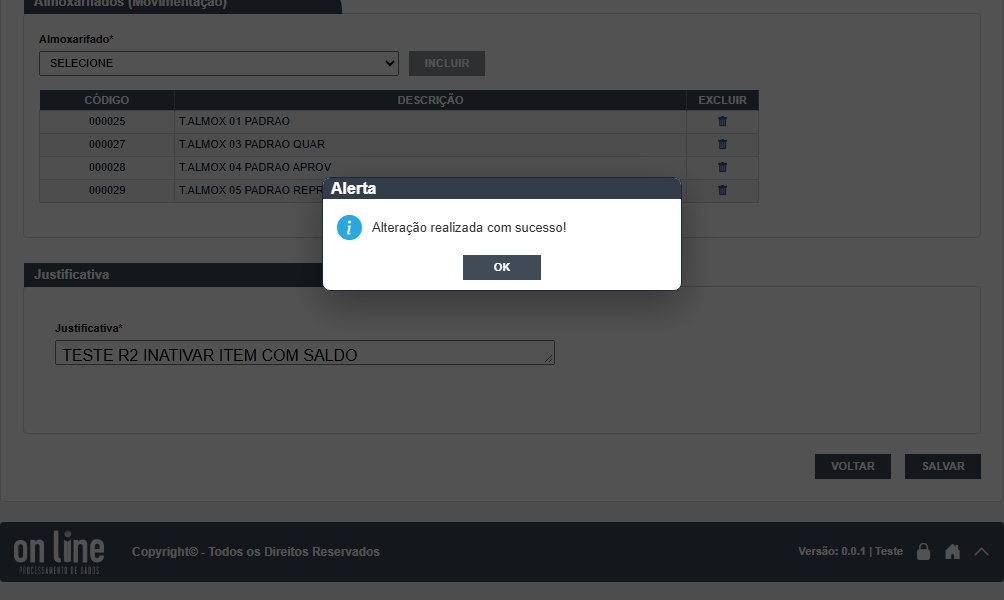 Almoxarifados (Movimentação)
Almoxarifado*
SELECIONE
INCLUIR
CÓDIGO DESCRIÇÃO EXCLUIR
000025 T.ALMOX 01 PADRAO
000027 T.ALMOX 03 PADRAO QUAR
000028 T.ALMOX 04 PADRAO APROV
000029 T.ALMOX 05 PADRAO REPR
Alerta
Alteração realizada com sucesso!
OK
Justificativa
Justificativa*
TESTE R2 INATIVAR ITEM COM SALDO
VOLTAR SALVAR
on line
PROCESSAMENTO DE DADOS
Copyright© - Todos os Direitos Reservados
Versão: 0.0.1 | Teste